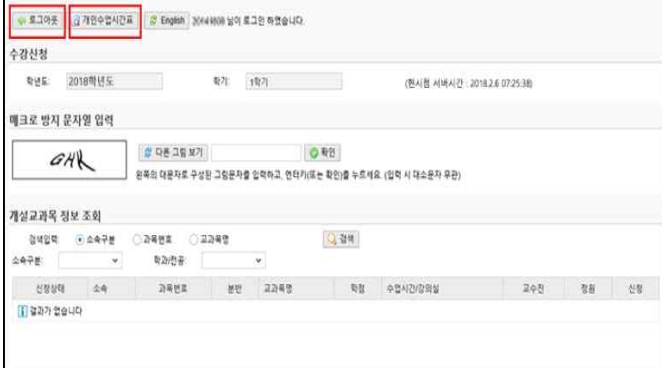 로그아웃 개인수업시간표 English 님이 로그인 하였습니다.
수강신청
학년도: 2018학년도 학기: 1학기 (현시점 서버시간 : 2018.2.6 07:25:38)
매크로 방지 문자열 입력
GHK 다른 그림 보기 확인
왼쪽의 대문자로 구성된 그림문자를 입력하고, 엔터키(또는 확인)를 누르세요. (입력 시 대소문자 무관)
개설교과목 정보 조회
검색입력: 소속구분 과목번호 교과목명 검색
소속구분: 학과/전공:
신청상태 소속 과목번호 분반 교과목명 학점 수업시간/강의실 교수진 정원 신청
결과가 없습니다